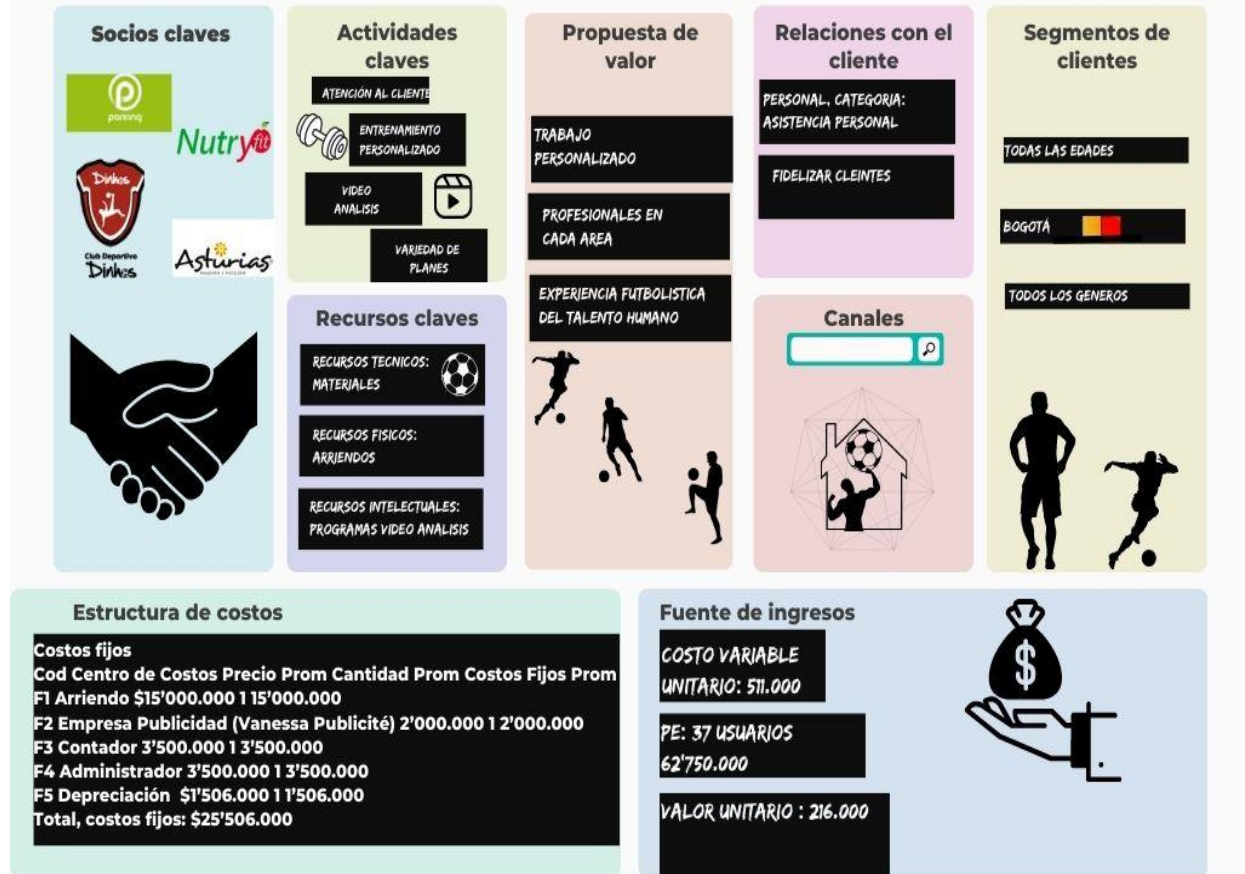 Socios claves
parking
Nutryfit
Dinhos
Club Deportivo
Dinhos
Asturias
Actividades
claves
ATENCIÓN AL CLIENTE
ENTRENAMIENTO
PERSONALIZADO
VIDEO
ANALISIS
VARIEDAD DE
PLANES
Recursos claves
RECURSOS TECNICOS:
MATERIALES
RECURSOS FISICOS:
ARRIENDOS
RECURSOS INTELECTUALES:
PROGRAMAS VIDEO ANALISIS
Propuesta de
valor
TRABAJO
PERSONALIZADO
PROFESIONALES EN
CADA AREA
EXPERIENCIA FUTBOLISTICA
DEL TALENTO HUMANO
Relaciones con el
cliente
PERSONAL, CATEGORIA:
ASISTENCIA PERSONAL
FIDELIZAR CLEINTES
Canales
Segmentos de
clientes
TODAS LAS EDADES
BOGOTÁ
TODOS LOS GENEROS
Estructura de costos
Costos fijos
Cod Centro de Costos Precio Prom Cantidad Prom Costos Fijos Prom
F1 Arriendo $15'000.000 1 15'000.000
F2 Empresa Publicidad (Vanessa Publicité) 2'000.000 1 2'000.000
F3 Contador 3'500.000 1 3'500.000
F4 Administrador 3'500.000 1 3'500.000
F5 Depreciación $1'506.000 1 1'506.000
Total, costos fijos: $25'506.000
Fuente de ingresos
COSTO VARIABLE
UNITARIO: 511.000
PE: 37 USUARIOS
62'750.000
VALOR UNITARIO : 216.000